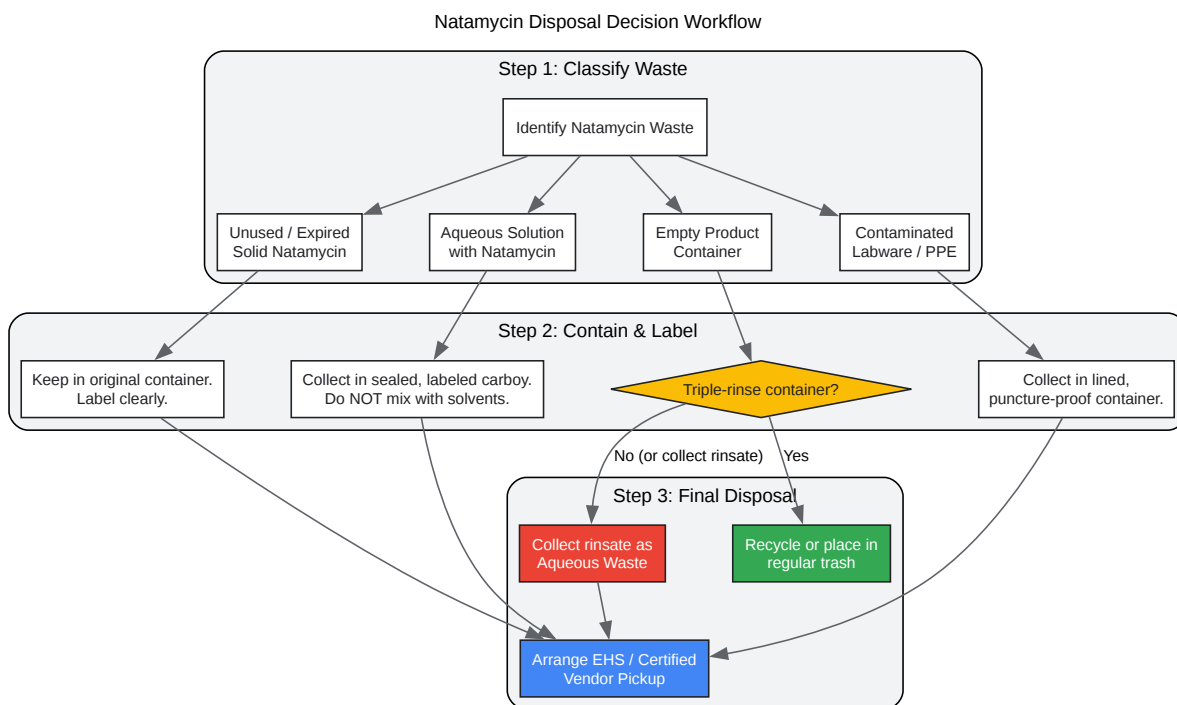 Natamycin Disposal Decision Workflow
Step 1: Classify Waste
Identify Natamycin Waste
Unused / Expired
Solid Natamycin
Aqueous Solution
with Natamycin
Empty Product
Container
Contaminated
Labware / PPE
Step 2: Contain & Label
Keep in original container.
Label clearly.
Collect in sealed, labeled carboy.
Do NOT mix with solvents.
Triple-rinse container?
Collect in lined,
puncture-proof container.
No (or collect rinsate)
Yes
Step 3: Final Disposal
Collect rinsate as
Aqueous Waste
Recycle or place in
regular trash
Arrange EHS / Certified
Vendor Pickup